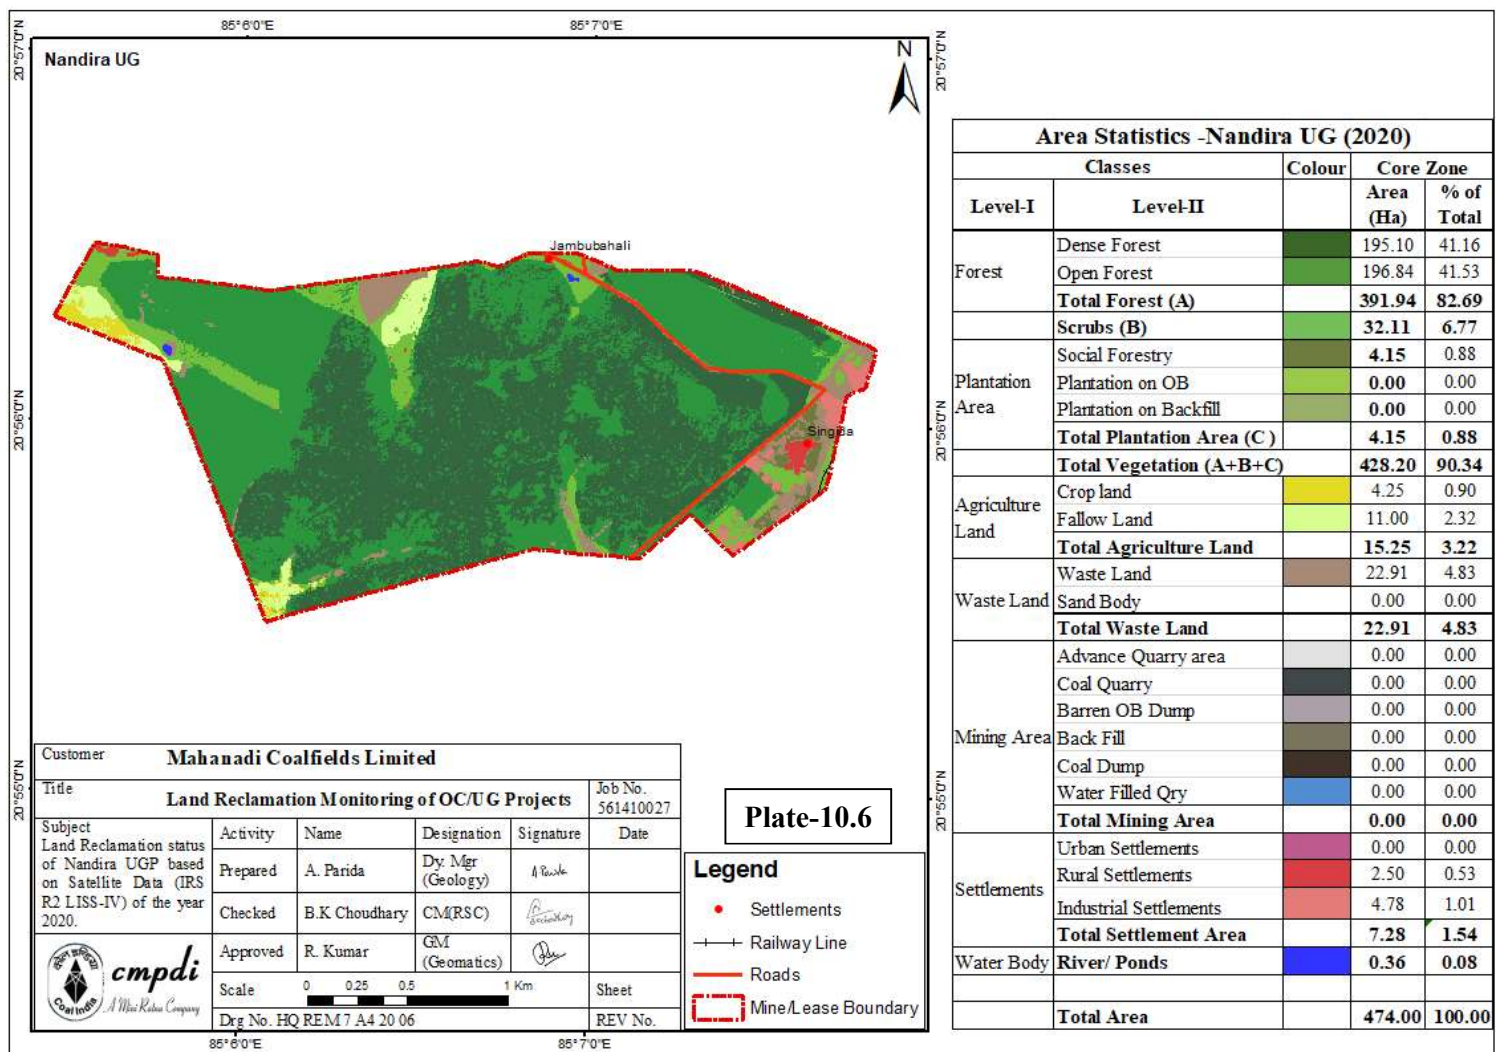 85°6'0"E 85°7'0"E
20°57'0"N
20°57'0"N
Nandira UG
N
Jambubahali
Singida
20°56'0"N
20°56'0"N
20°55'0"N
20°55'0"N
85°6'0"E 85°7'0"E
Customer Mahanadi Coalfields Limited
Title Land Reclamation Monitoring of OC/UG Projects Job No. 561410027
Subject
Land Reclamation status
of Nandira UGP based
on Satellite Data (IRS
R2 LISS-IV) of the year
2020.
Activity Name Designation Signature Date
Prepared A. Parida Dy. Mgr (Geology)
Checked B.K Choudhary CM(RSC)
Approved R. Kumar GM (Geomatics)
Scale 0 0.25 0.5 1 Km Sheet
Drg No. HQ REM 7 A4 20 06 REV No.
कोल इण्डिया
Coal India
cmpdi
A Mini Ratna Company
Plate-10.6
Legend
Settlements
Railway Line
Roads
Mine/Lease Boundary
Area Statistics -Nandira UG (2020)
Classes Colour Core Zone
Level-I Level-II Area (Ha) % of Total
Forest
Dense Forest 195.10 41.16
Open Forest 196.84 41.53
Total Forest (A) 391.94 82.69
Scrubs (B) 32.11 6.77
Plantation Area
Social Forestry 4.15 0.88
Plantation on OB 0.00 0.00
Plantation on Backfill 0.00 0.00
Total Plantation Area (C ) 4.15 0.88
Total Vegetation (A+B+C) 428.20 90.34
Agriculture Land
Crop land 4.25 0.90
Fallow Land 11.00 2.32
Total Agriculture Land 15.25 3.22
Waste Land
Waste Land 22.91 4.83
Sand Body 0.00 0.00
Total Waste Land 22.91 4.83
Mining Area
Advance Quarry area 0.00 0.00
Coal Quarry 0.00 0.00
Barren OB Dump 0.00 0.00
Back Fill 0.00 0.00
Coal Dump 0.00 0.00
Water Filled Qry 0.00 0.00
Total Mining Area 0.00 0.00
Settlements
Urban Settlements 0.00 0.00
Rural Settlements 2.50 0.53
Industrial Settlements 4.78 1.01
Total Settlement Area 7.28 1.54
Water Body River/ Ponds 0.36 0.08
Total Area 474.00 100.00